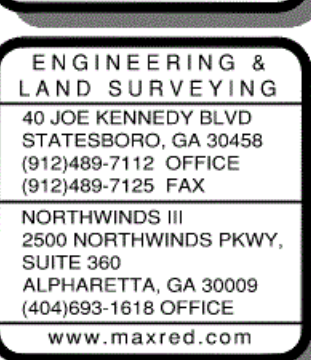 ENGINEERING &
LAND SURVEYING
40 JOE KENNEDY BLVD
STATESBORO, GA 30458
(912)489-7112 OFFICE
(912)489-7125 FAX
NORTHWINDS III
2500 NORTHWINDS PKWY,
SUITE 360
ALPHARETTA, GA 30009
(404)693-1618 OFFICE
www.maxred.com